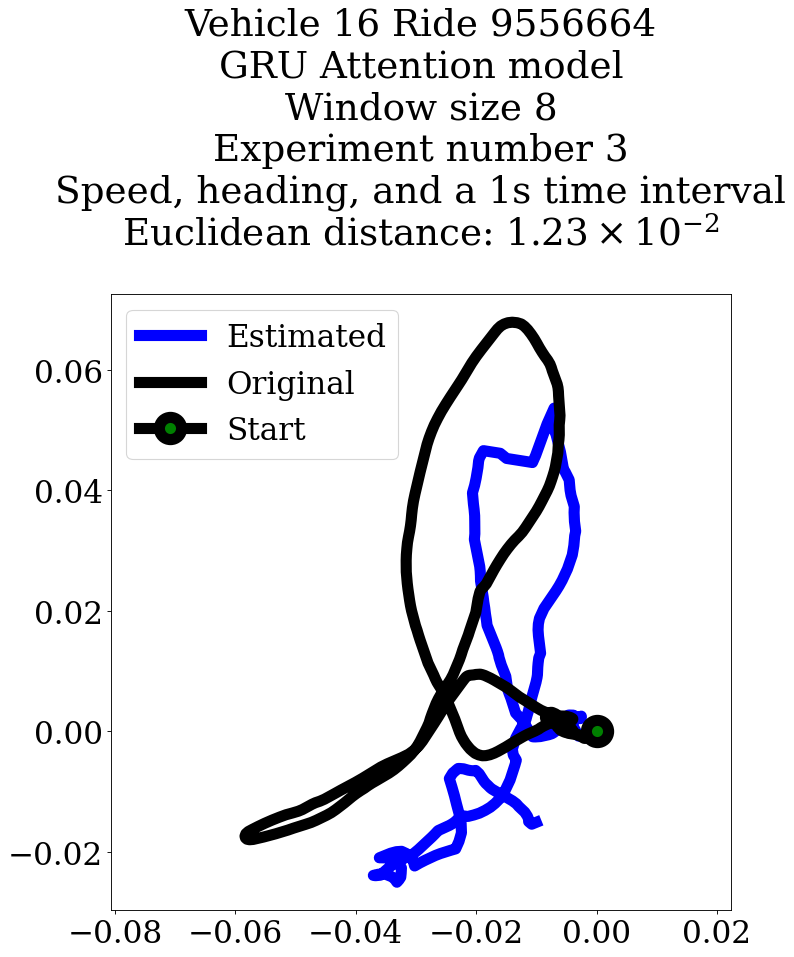 Vehicle 16 Ride 9556664
GRU Attention model
Window size 8
Experiment number 3
Speed, heading, and a 1s time interval
Euclidean distance: 1.23 × 10⁻²
Estimated
Original
Start
0.06
0.04
0.02
0.00
−0.02
−0.08 −0.06 −0.04 −0.02 0.00 0.02